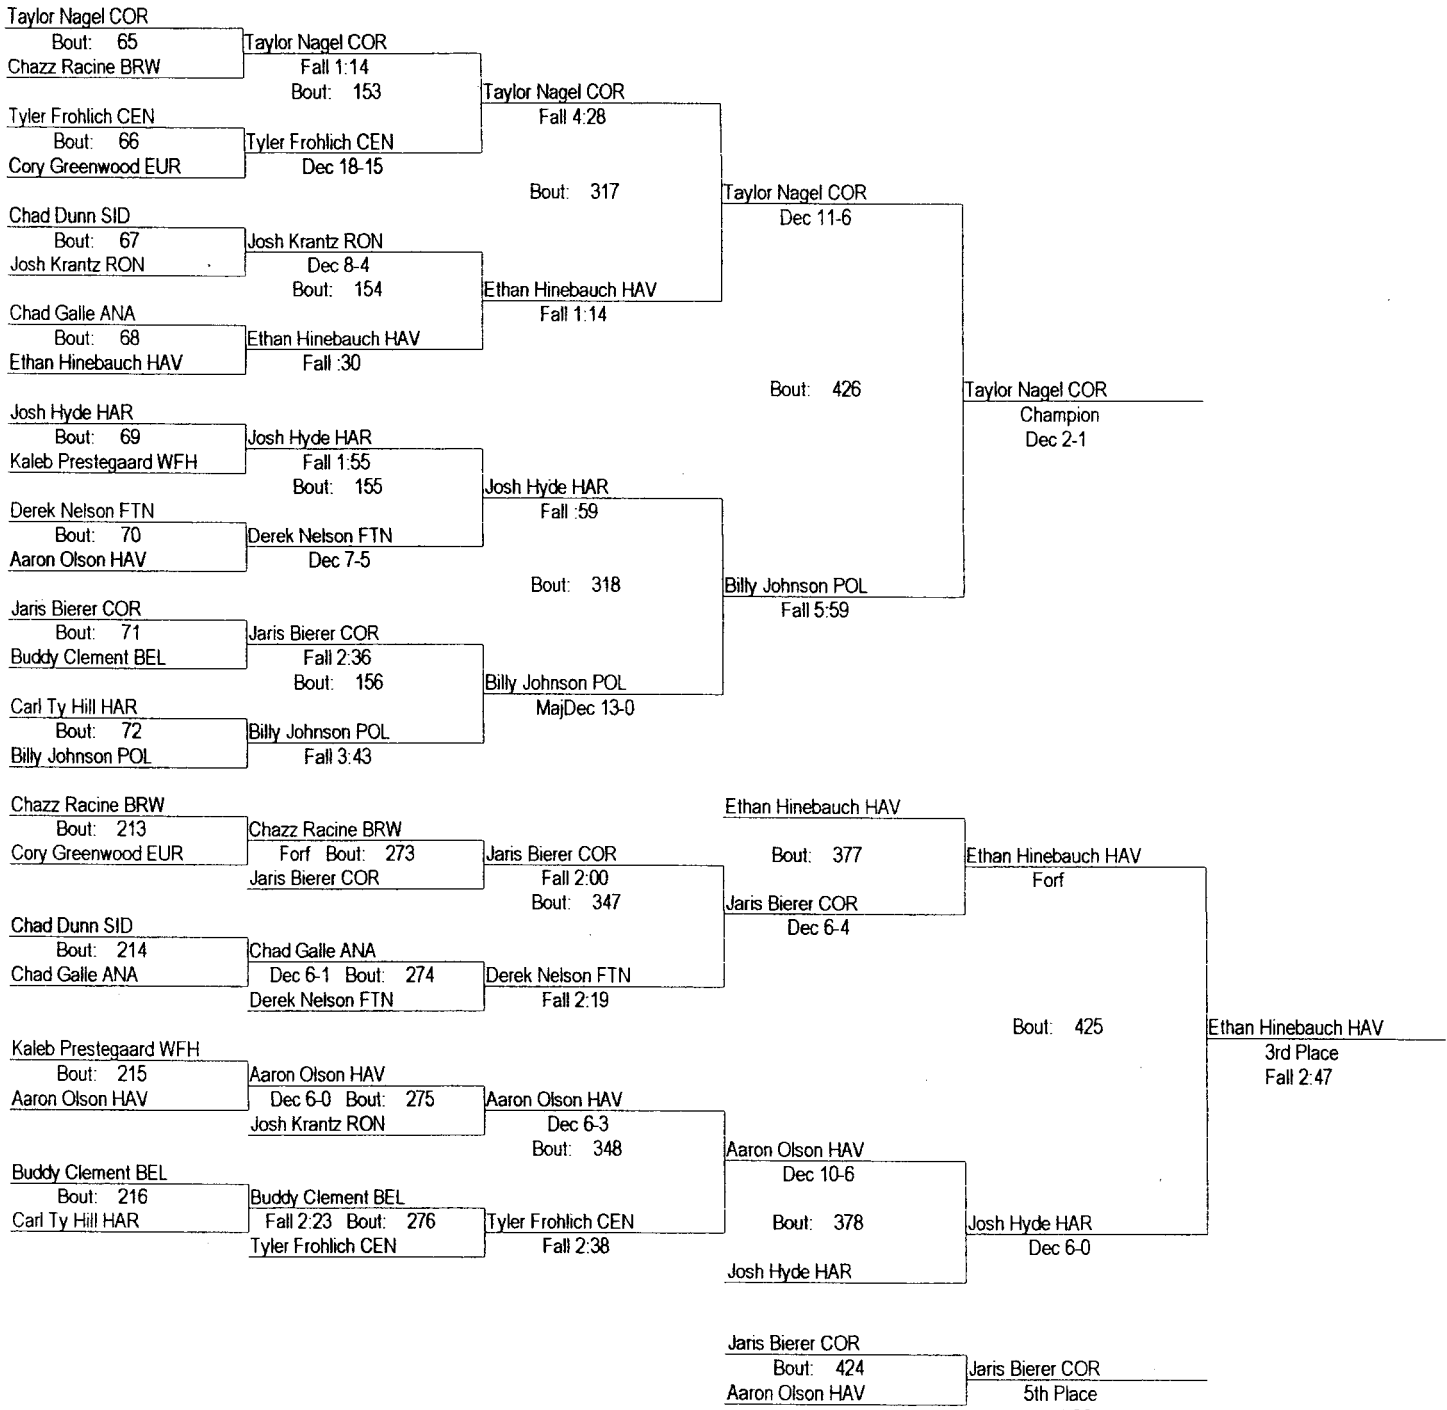 Taylor Nagel COR
Bout: 65
Taylor Nagel COR
Chazz Racine BRW
Fall 1:14
Bout: 153
Taylor Nagel COR
Tyler Frohlich CEN
Fall 4:28
Bout: 66
Tyler Frohlich CEN
Cory Greenwood EUR
Dec 18-15
Bout: 317
Taylor Nagel COR
Chad Dunn SID
Dec 11-6
Bout: 67
Josh Krantz RON
Josh Krantz RON
Dec 8-4
Bout: 154
Ethan Hinebauch HAV
Chad Galle ANA
Fall 1:14
Bout: 68
Ethan Hinebauch HAV
Ethan Hinebauch HAV
Fall :30
Bout: 426
Taylor Nagel COR
Josh Hyde HAR
Champion
Bout: 69
Josh Hyde HAR
Dec 2-1
Kaleb Prestegaard WFH
Fall 1:55
Bout: 155
Josh Hyde HAR
Derek Nelson FTN
Fall :59
Bout: 70
Derek Nelson FTN
Aaron Olson HAV
Dec 7-5
Bout: 318
Billy Johnson POL
Jaris Bierer COR
Fall 5:59
Bout: 71
Jaris Bierer COR
Buddy Clement BEL
Fall 2:36
Bout: 156
Billy Johnson POL
Carl Ty Hill HAR
MajDec 13-0
Bout: 72
Billy Johnson POL
Billy Johnson POL
Fall 3:43
Chazz Racine BRW
Ethan Hinebauch HAV
Bout: 213
Chazz Racine BRW
Cory Greenwood EUR
Forf Bout: 273
Jaris Bierer COR
Bout: 377
Ethan Hinebauch HAV
Jaris Bierer COR
Fall 2:00
Forf
Bout: 347
Jaris Bierer COR
Chad Dunn SID
Dec 6-4
Bout: 214
Chad Galle ANA
Chad Galle ANA
Dec 6-1 Bout: 274
Derek Nelson FTN
Derek Nelson FTN
Fall 2:19
Bout: 425
Ethan Hinebauch HAV
Kaleb Prestegaard WFH
3rd Place
Bout: 215
Aaron Olson HAV
Fall 2:47
Aaron Olson HAV
Dec 6-0 Bout: 275
Aaron Olson HAV
Josh Krantz RON
Dec 6-3
Bout: 348
Aaron Olson HAV
Buddy Clement BEL
Dec 10-6
Bout: 216
Buddy Clement BEL
Carl Ty Hill HAR
Fall 2:23 Bout: 276
Tyler Frohlich CEN
Bout: 378
Josh Hyde HAR
Tyler Frohlich CEN
Fall 2:38
Dec 6-0
Josh Hyde HAR
Jaris Bierer COR
Bout: 424
Jaris Bierer COR
Aaron Olson HAV
5th Place